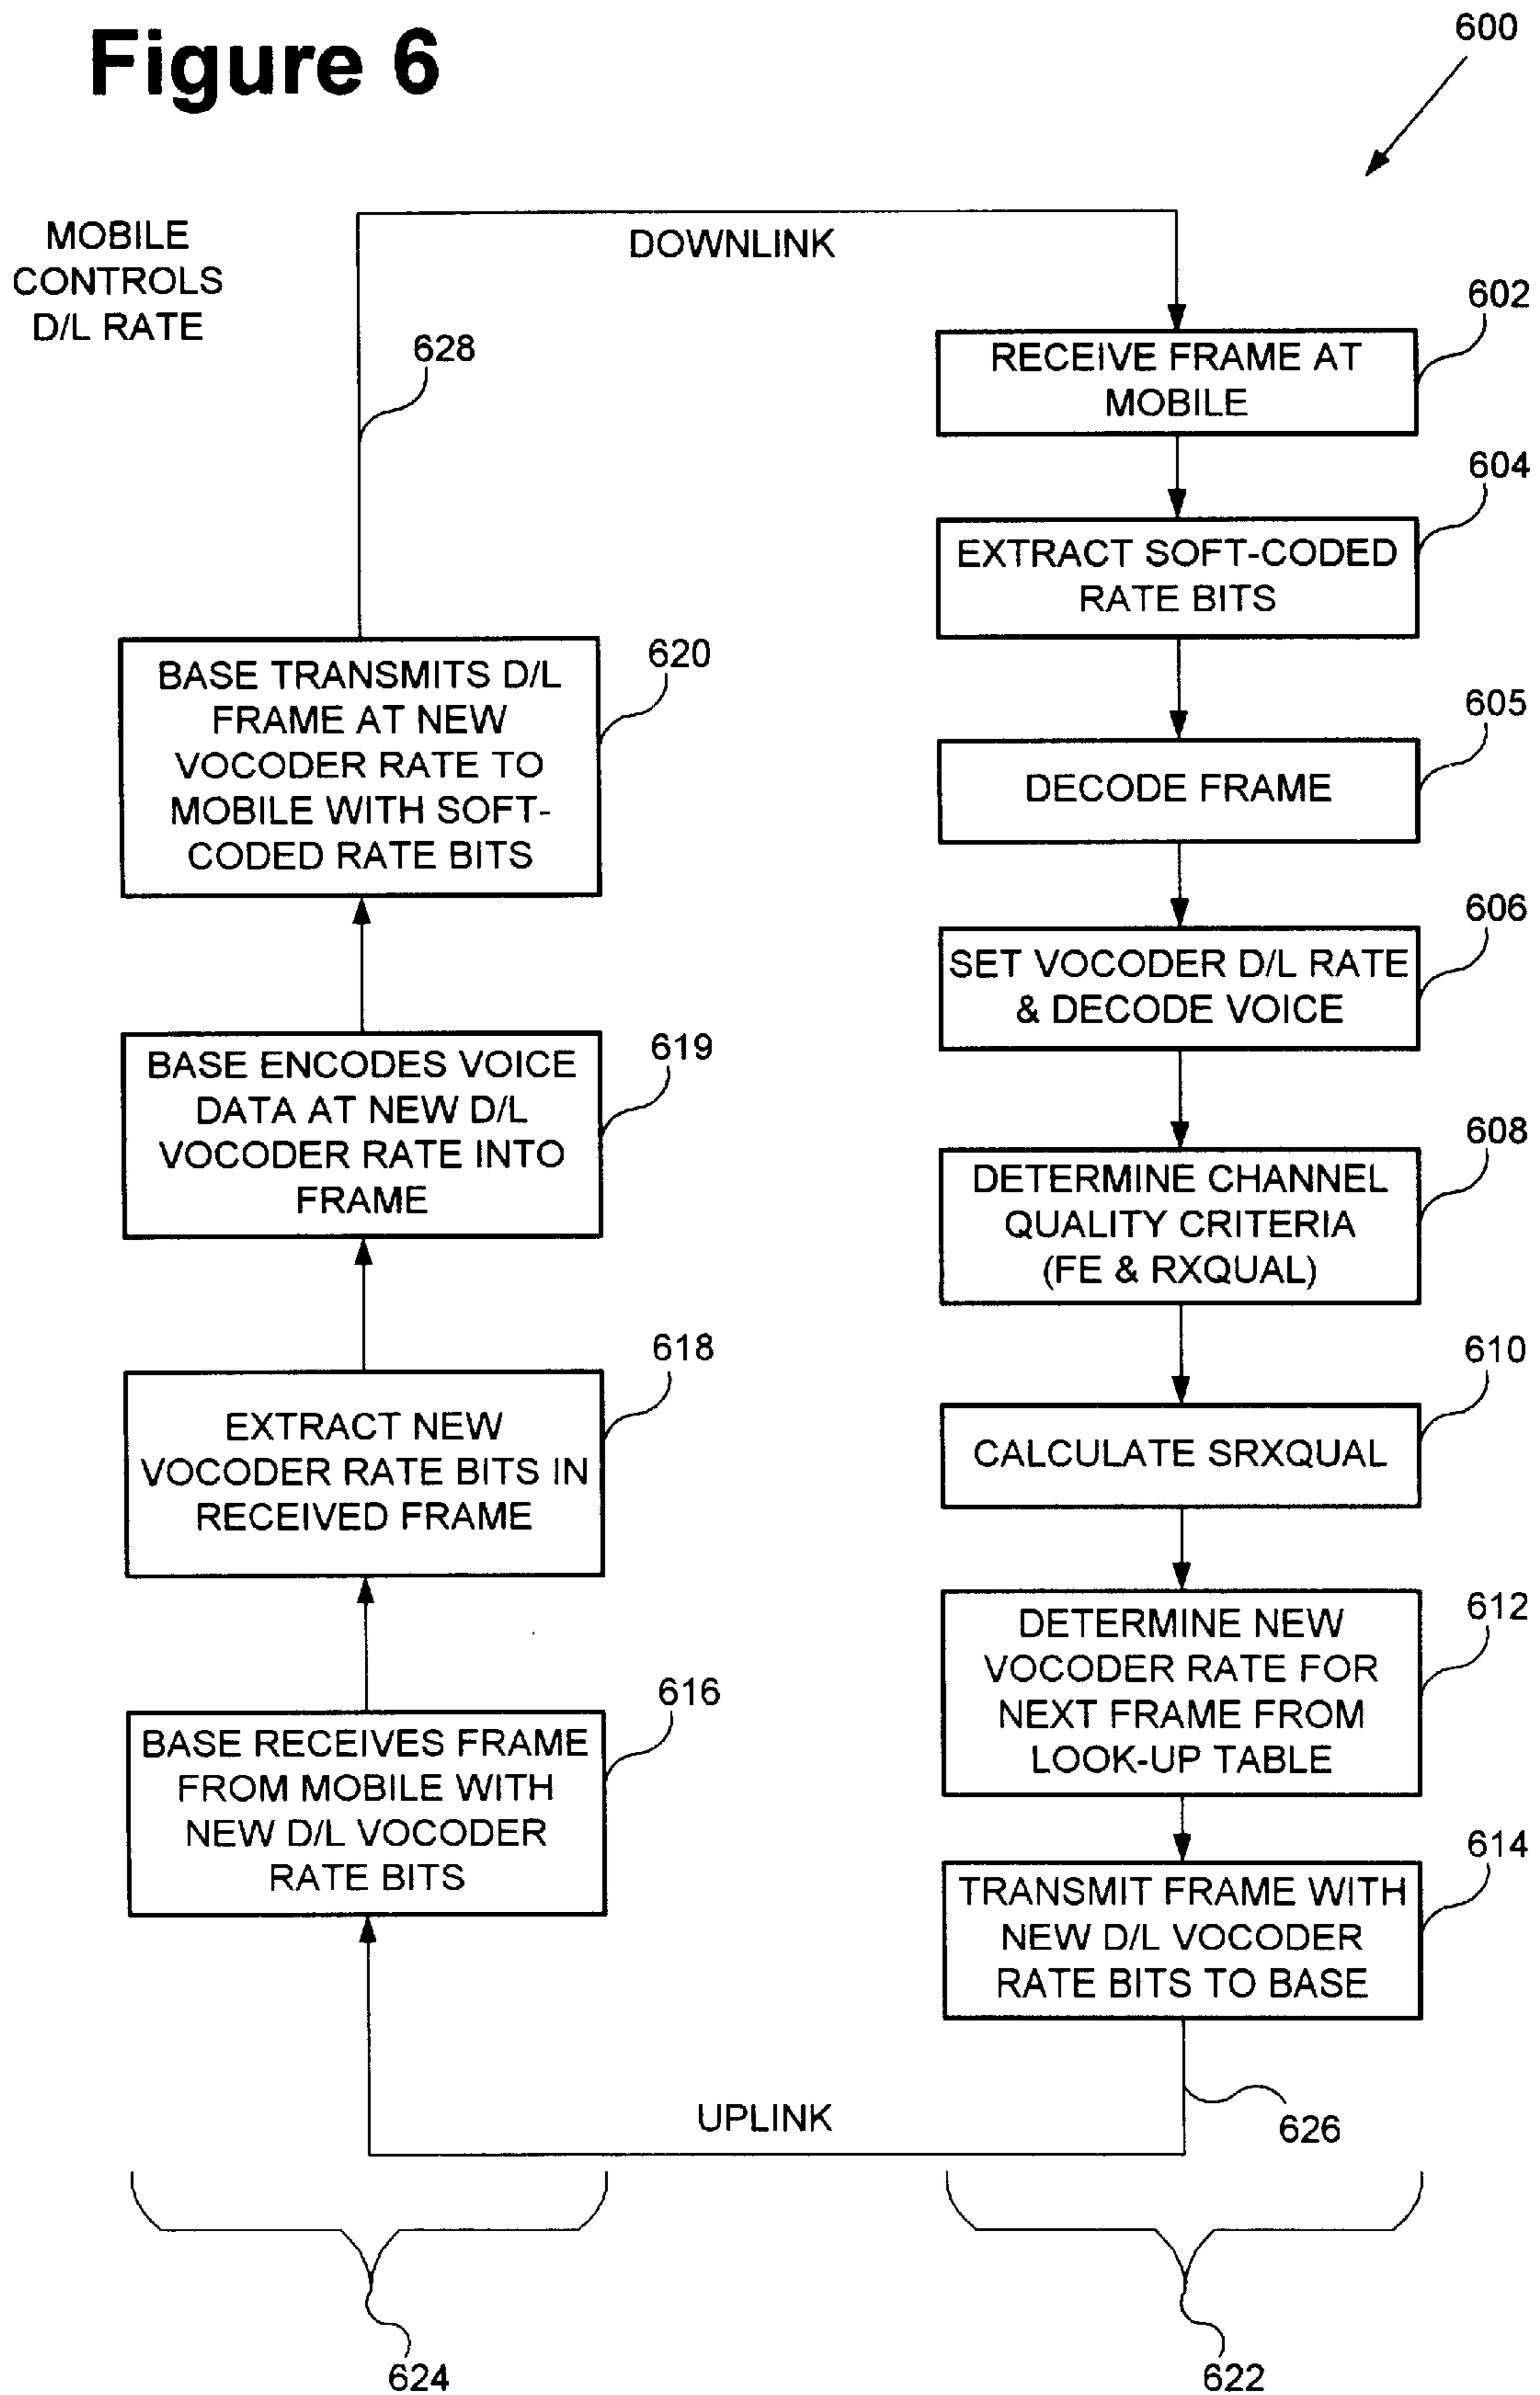 Figure 6
600
MOBILE
CONTROLS
D/L RATE
DOWNLINK
628
602
RECEIVE FRAME AT
MOBILE
604
EXTRACT SOFT-CODED
RATE BITS
605
DECODE FRAME
606
SET VOCODER D/L RATE
& DECODE VOICE
608
DETERMINE CHANNEL
QUALITY CRITERIA
(FE & RXQUAL)
610
CALCULATE SRXQUAL
612
DETERMINE NEW
VOCODER RATE FOR
NEXT FRAME FROM
LOOK-UP TABLE
614
TRANSMIT FRAME WITH
NEW D/L VOCODER
RATE BITS TO BASE
626
UPLINK
616
BASE RECEIVES FRAME
FROM MOBILE WITH
NEW D/L VOCODER
RATE BITS
618
EXTRACT NEW
VOCODER RATE BITS IN
RECEIVED FRAME
619
BASE ENCODES VOICE
DATA AT NEW D/L
VOCODER RATE INTO
FRAME
620
BASE TRANSMITS D/L
FRAME AT NEW
VOCODER RATE TO
MOBILE WITH SOFT-
CODED RATE BITS
624
622